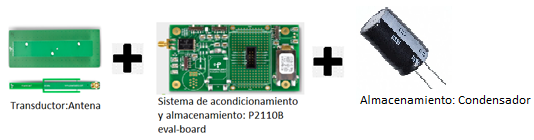 Transductor:Antena
Sistema de acondicionamiento
y almacenamiento: P2110B
eval-board
Almacenamiento: Condensador